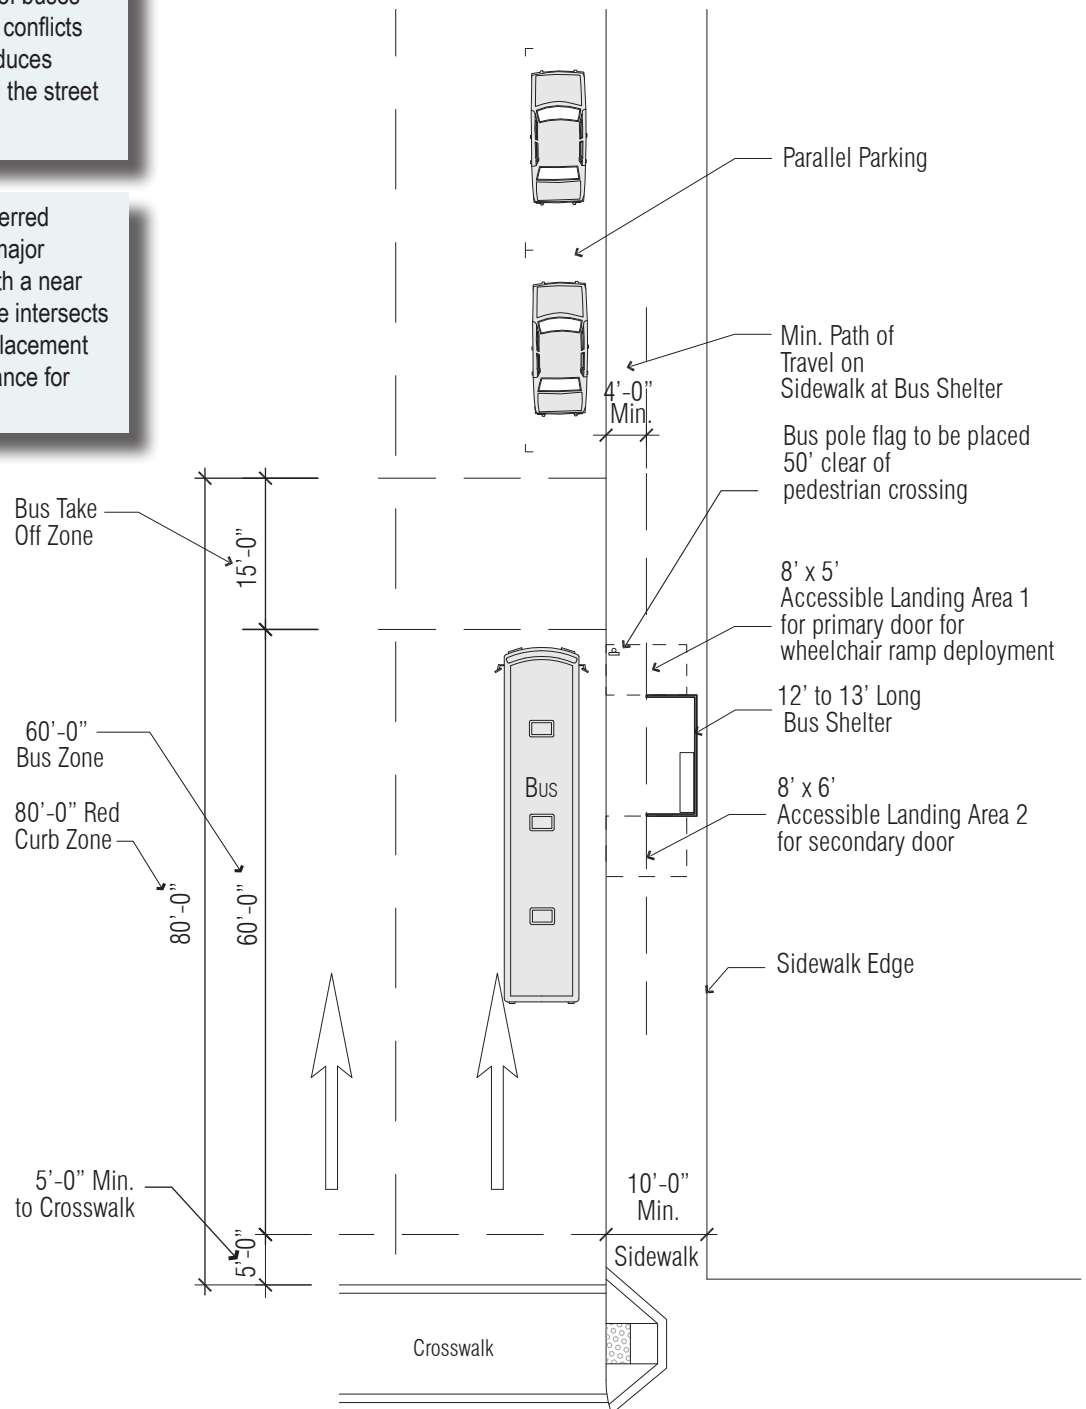 of buses
conflicts
duces
the street
erred
major
th a near
e intersects
lacement
ance for
Parallel Parking
Min. Path of
Travel on
Sidewalk at Bus Shelter
4’-0”
Min.
Bus pole flag to be placed
50’ clear of
pedestrian crossing
Bus Take
Off Zone
15’-0”
8’ x 5’
Accessible Landing Area 1
for primary door for
wheelchair ramp deployment
12’ to 13’ Long
Bus Shelter
60’-0”
Bus Zone
Bus
8’ x 6’
Accessible Landing Area 2
for secondary door
80’-0” Red
Curb Zone
80’-0”
60’-0”
Sidewalk Edge
5’-0” Min.
to Crosswalk
10’-0”
Min.
5’-0”
Sidewalk
Crosswalk